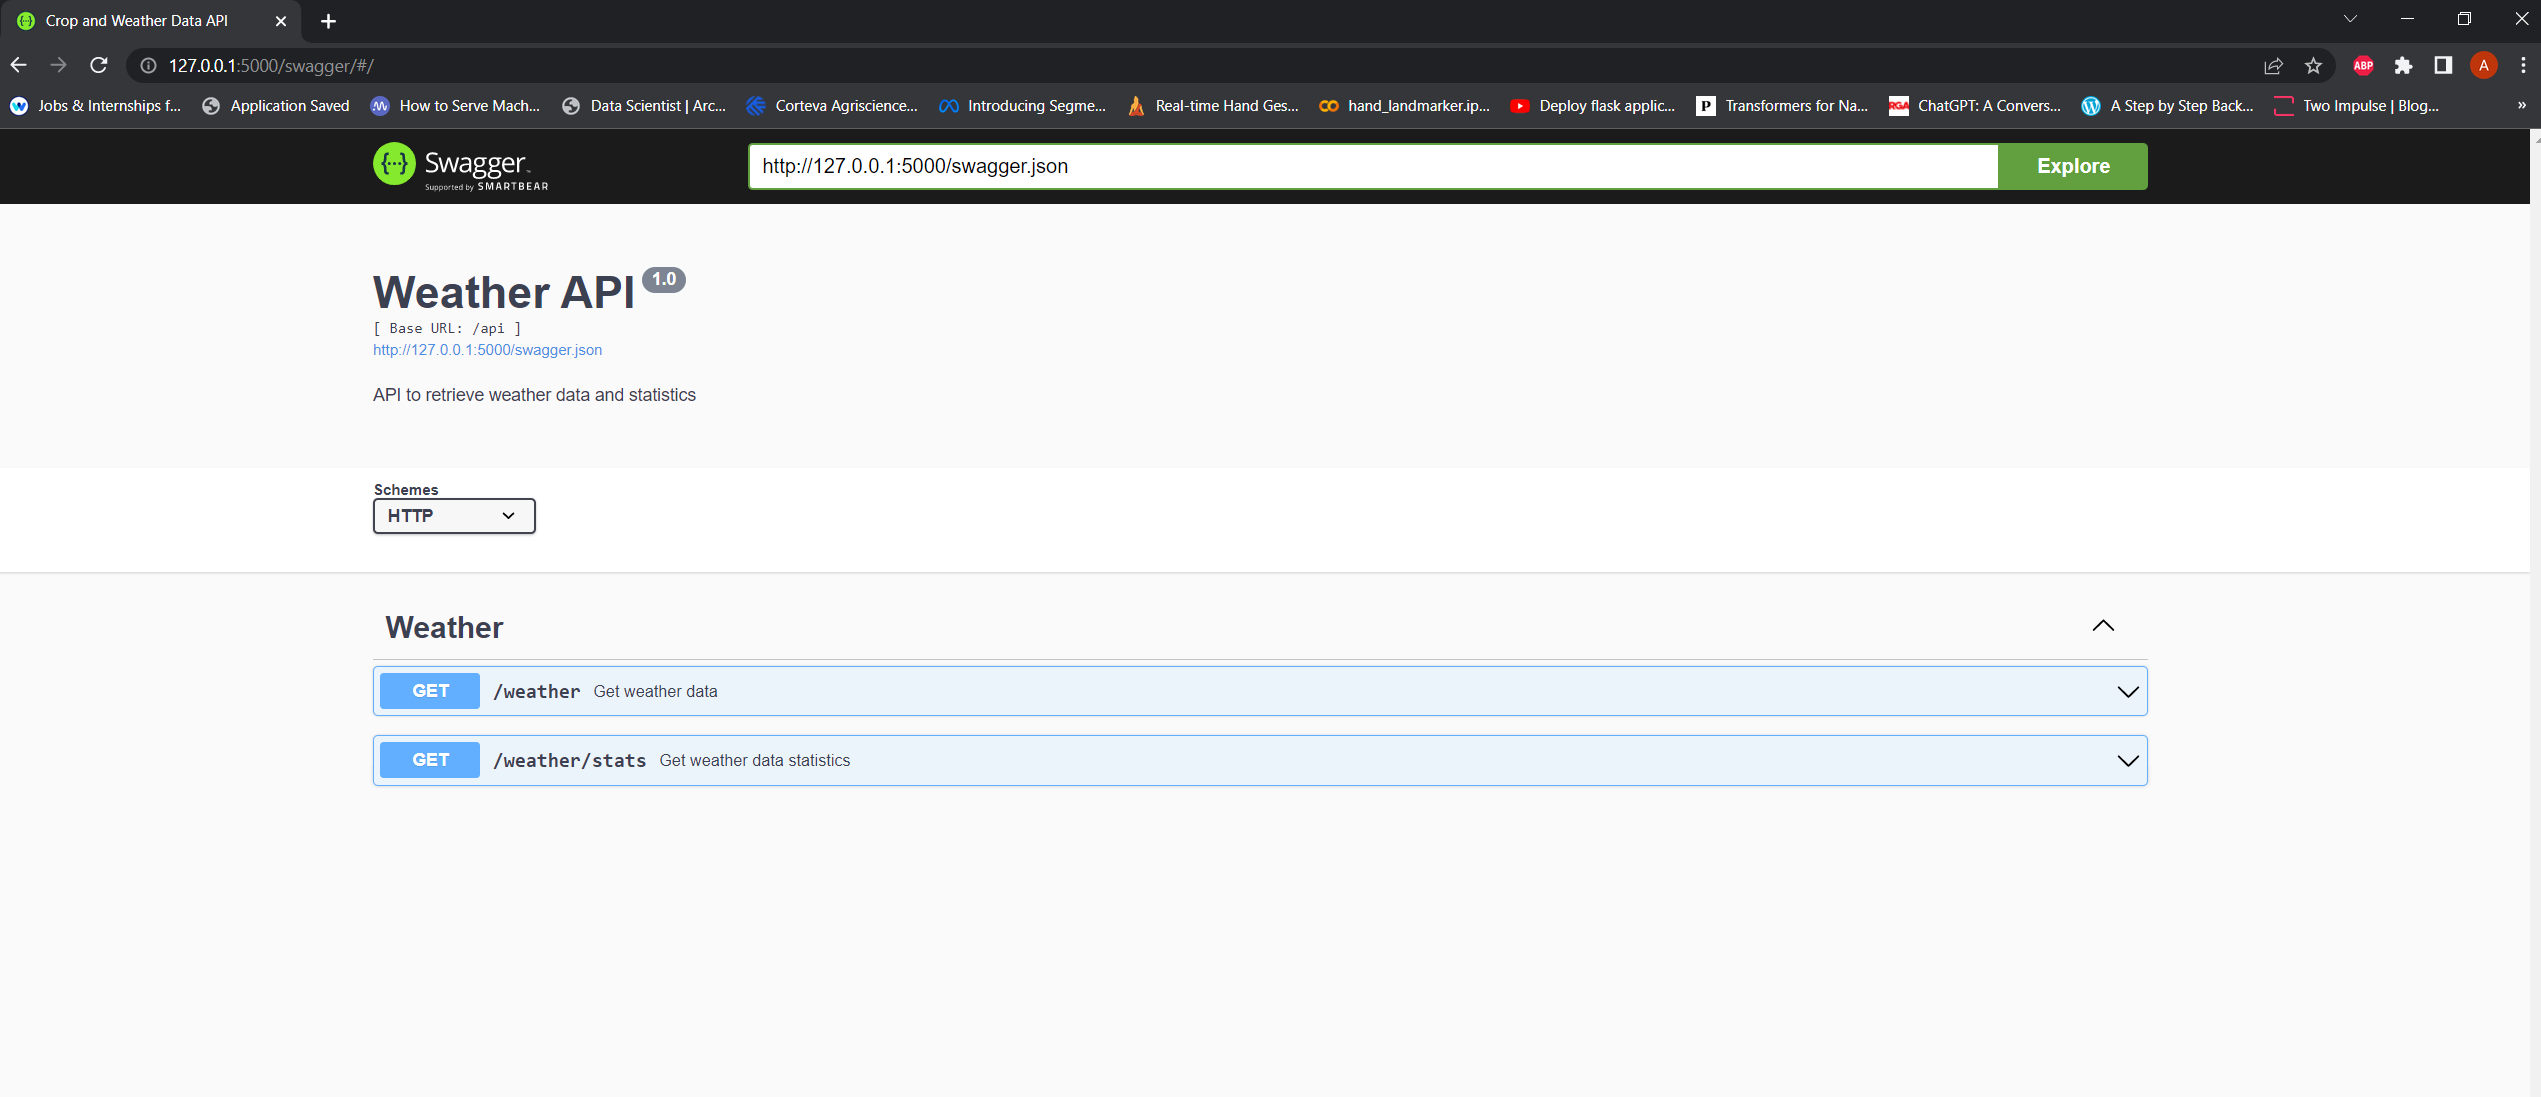 Crop and Weather Data API
127.0.0.1:5000/swagger/#/
ABP
A
Jobs & Internships f... Application Saved How to Serve Mach... Data Scientist | Arc... Corteva Agriscience... Introducing Segme... Real-time Hand Ges... hand_landmarker.ip... Deploy flask applic... P Transformers for Na... RGA ChatGPT: A Convers... A Step by Step Back... Two Impulse | Blog... »
{···} Swagger
Supported by SMARTBEAR
http://127.0.0.1:5000/swagger.json Explore
Weather API 1.0
[ Base URL: /api ]
http://127.0.0.1:5000/swagger.json
API to retrieve weather data and statistics
Schemes
HTTP
Weather
GET /weather Get weather data
GET /weather/stats Get weather data statistics